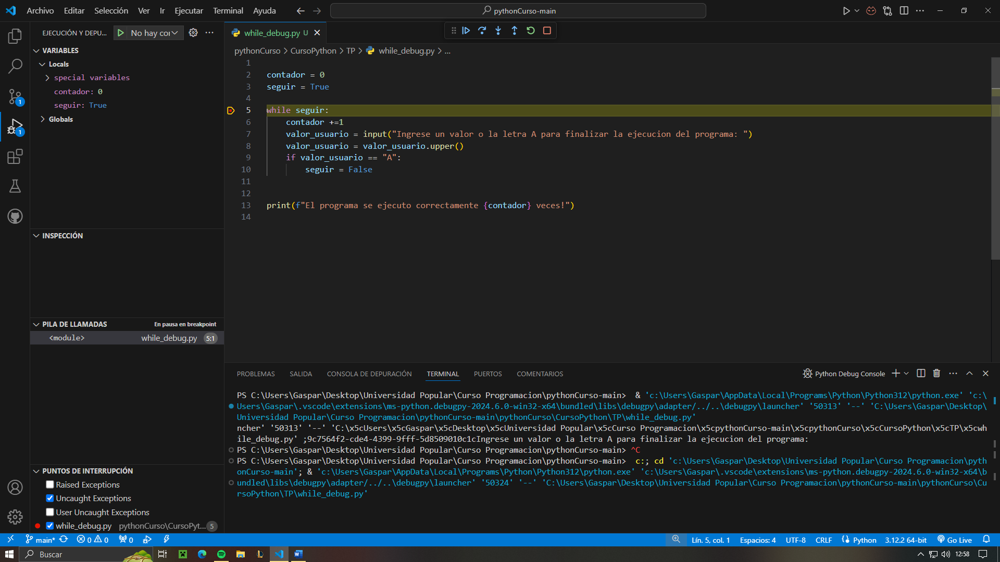 Archivo Editar Selección Ver Ir Ejecutar Terminal Ayuda
pythonCurso-main
EJECUCIÓN Y DEPU... No hay cor
while_debug.py U
pythonCurso > CursoPython > TP > while_debug.py > ...
VARIABLES
Locals
special variables
contador: 0
seguir: True
Globals
1
2 contador = 0
3 seguir = True
4
5 while seguir:
6 contador +=1
7 valor_usuario = input("Ingrese un valor o la letra A para finalizar la ejecucion del programa: ")
8 valor_usuario = valor_usuario.upper()
9 if valor_usuario == "A":
10 seguir = False
11
12
13 print(f"El programa se ejecuto correctamente {contador} veces!")
14
INSPECCIÓN
PILA DE LLAMADAS En pausa en breakpoint
<module> while_debug.py 5:1
PUNTOS DE INTERRUPCIÓN
Raised Exceptions
Uncaught Exceptions
User Uncaught Exceptions
while_debug.py pythonCurso\CursoPyt... 5
1
1
PROBLEMAS SALIDA CONSOLA DE DEPURACIÓN TERMINAL PUERTOS COMENTARIOS
Python Debug Console
PS C:\Users\Gaspar\Desktop\Universidad Popular\Curso Programacion\pythonCurso-main>  & 'c:\Users\Gaspar\AppData\Local\Programs\Python\Python312\python.exe' 'c:\
Users\Gaspar\.vscode\extensions\ms-python.debugpy-2024.6.0-win32-x64\bundled\libs\debugpy\adapter/../..\debugpy\launcher' '50313' '--' 'C:\Users\Gaspar\Desktop\
Universidad Popular\Curso Programacion\pythonCurso-main\pythonCurso\CursoPython\TP\while_debug.py'
ncher' '50313' '--' 'C:\x5cUsers\x5cGaspar\x5cDesktop\x5cUniversidad Popular\x5cCurso Programacion\x5cpythonCurso-main\x5cpythonCurso\x5cCursoPython\x5cTP\x5cwh
ile_debug.py' ;9c7564f2-cde4-4399-9fff-5d8509010c1cIngrese un valor o la letra A para finalizar la ejecucion del programa:
PS C:\Users\Gaspar\Desktop\Universidad Popular\Curso Programacion\pythonCurso-main> ^C
PS C:\Users\Gaspar\Desktop\Universidad Popular\Curso Programacion\pythonCurso-main>  c:; cd 'c:\Users\Gaspar\Desktop\Universidad Popular\Curso Programacion\pyth
onCurso-main'; & 'c:\Users\Gaspar\AppData\Local\Programs\Python\Python312\python.exe' 'c:\Users\Gaspar\.vscode\extensions\ms-python.debugpy-2024.6.0-win32-x64\b
undled\libs\debugpy\adapter/../..\debugpy\launcher' '50324' '--' 'C:\Users\Gaspar\Desktop\Universidad Popular\Curso Programacion\pythonCurso-main\pythonCurso\Cu
rsoPython\TP\while_debug.py'
main* 0 0 0 Lín. 5, col. 1 Espacios: 4 UTF-8 CRLF Python 3.12.2 64-bit Go Live
Buscar 12:58